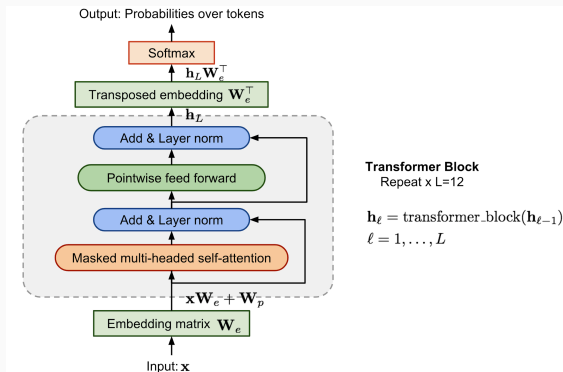 Output: Probabilities over tokens
Softmax
𝐡_L 𝐖_e^⊤
Transposed embedding 𝐖_e^⊤
𝐡_L
Add & Layer norm
Pointwise feed forward
Add & Layer norm
Masked multi-headed self-attention
𝐱𝐖_e + 𝐖_p
Embedding matrix 𝐖_e
Input: 𝐱
Transformer Block
Repeat x L=12
𝐡_ℓ = transformer_block(𝐡_{ℓ−1})
ℓ = 1, . . . , L